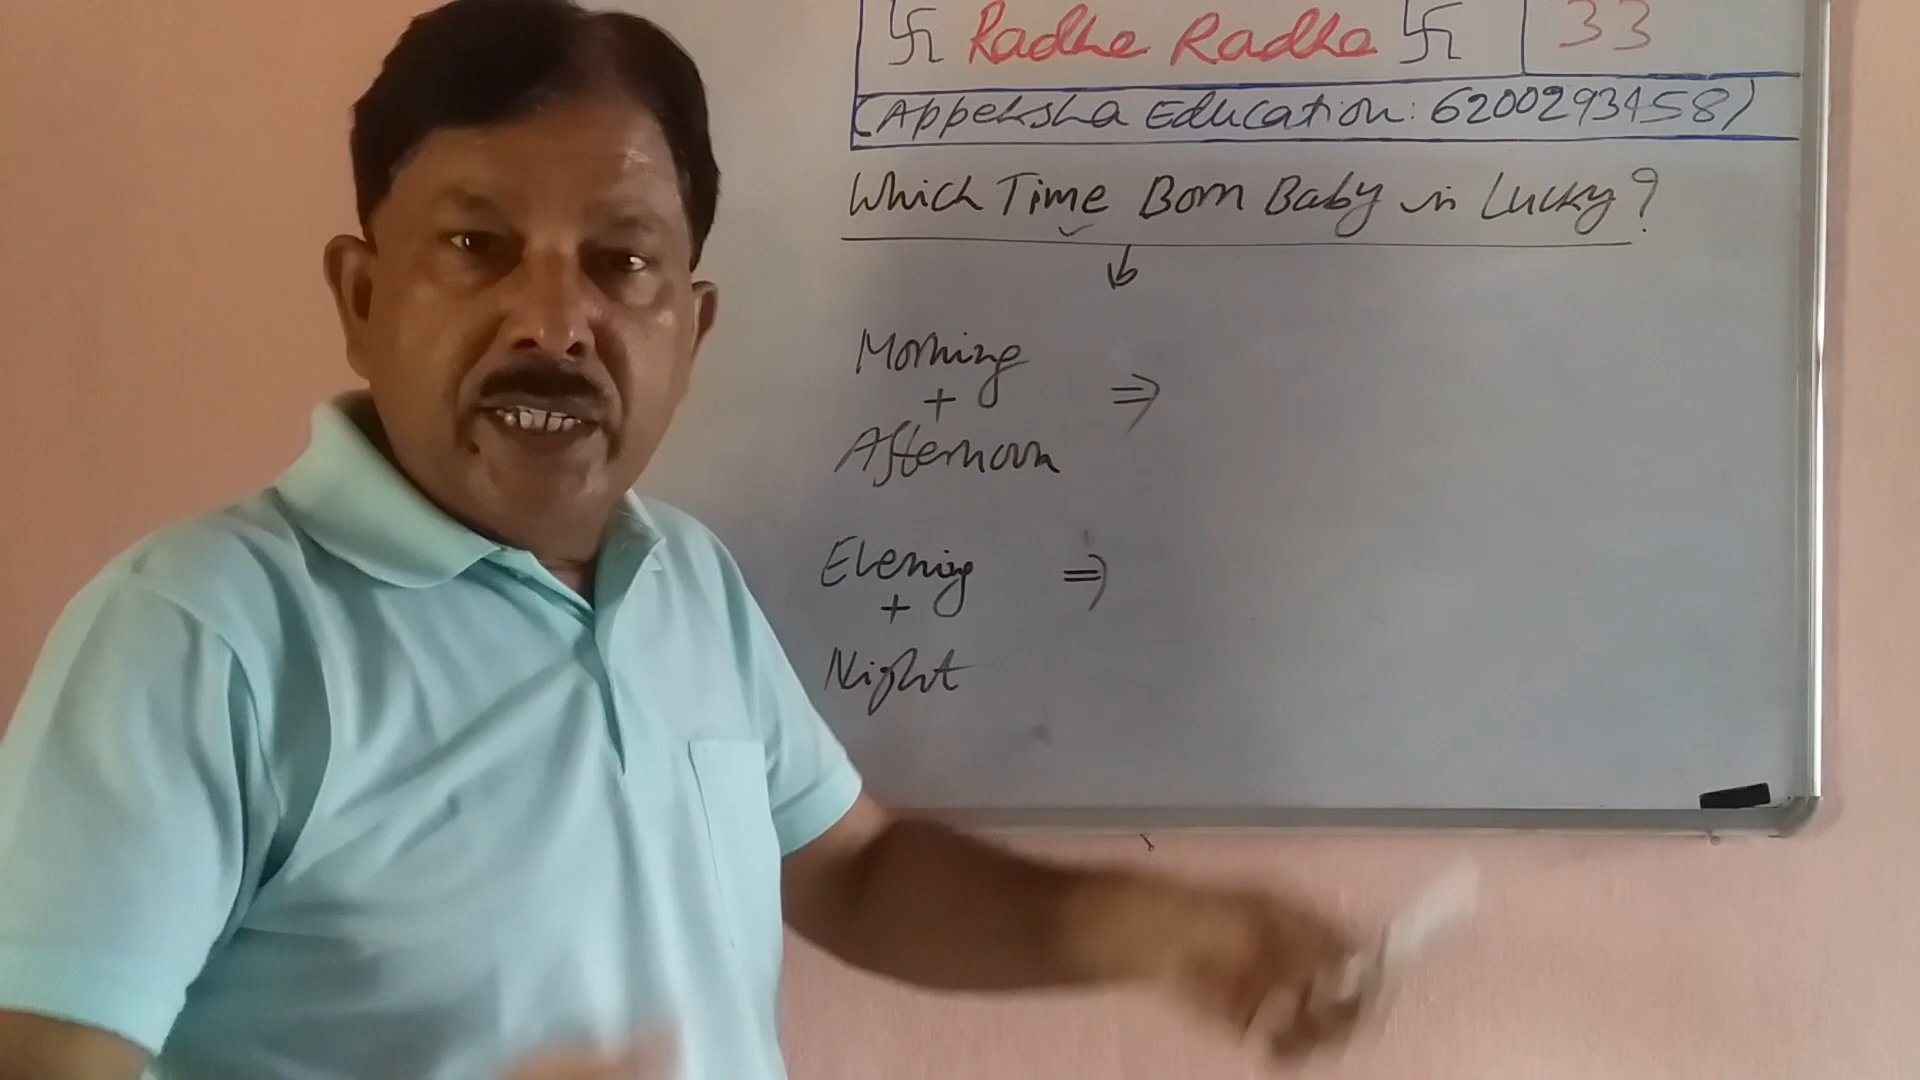 卐 Radhe Radhe 卐 33
(Appeksha Education: 6200293458)
Which Time Born Baby is Lucky?
Morning
+ ⇒
Afternoon
Evening ⇒
+
Night